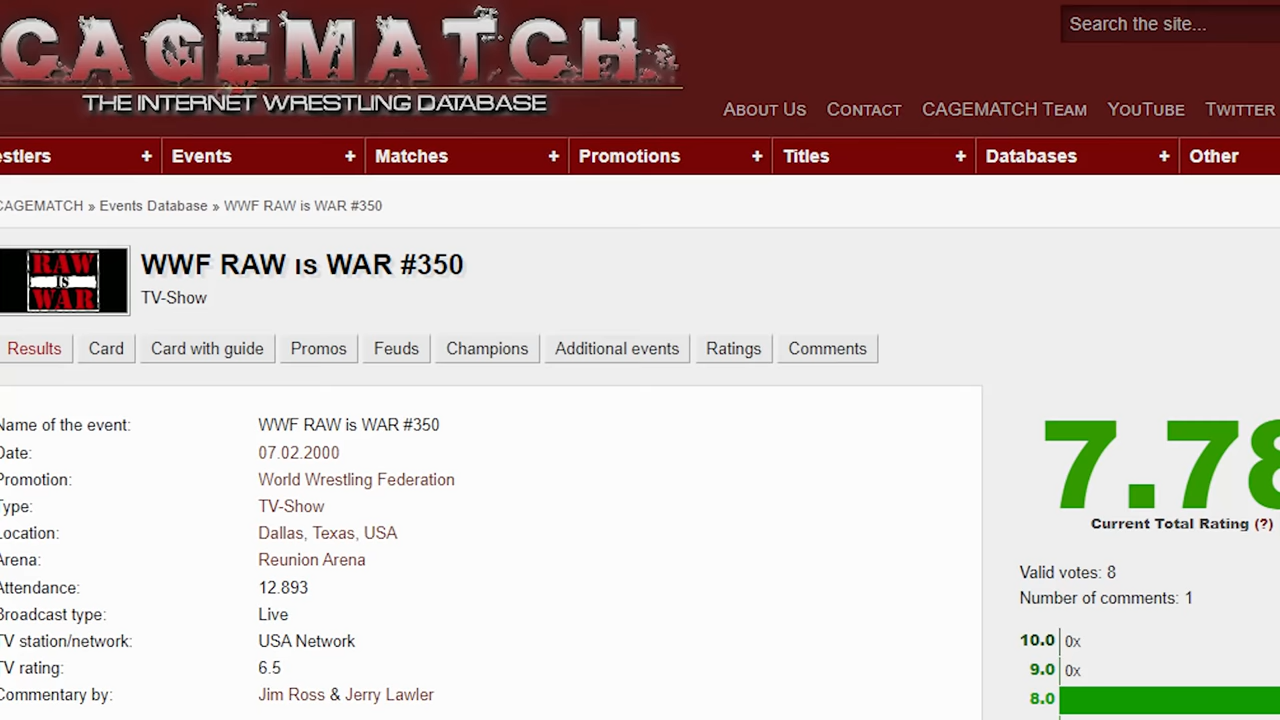 CAGEMATCH
THE INTERNET WRESTLING DATABASE
Search the site...
About Us Contact CAGEMATCH Team YouTube Twitter
estlers + Events + Matches + Promotions + Titles + Databases + Other
CAGEMATCH » Events Database » WWF RAW is WAR #350
RAW
IS
WAR
WWF RAW is WAR #350
TV-Show
Results Card Card with guide Promos Feuds Champions Additional events Ratings Comments
Name of the event: WWF RAW is WAR #350
Date: 07.02.2000
Promotion: World Wrestling Federation
Type: TV-Show
Location: Dallas, Texas, USA
Arena: Reunion Arena
Attendance: 12.893
Broadcast type: Live
TV station/network: USA Network
TV rating: 6.5
Commentary by: Jim Ross & Jerry Lawler
7.78
Current Total Rating (?)
Valid votes: 8
Number of comments: 1
10.0 0x
9.0 0x
8.0